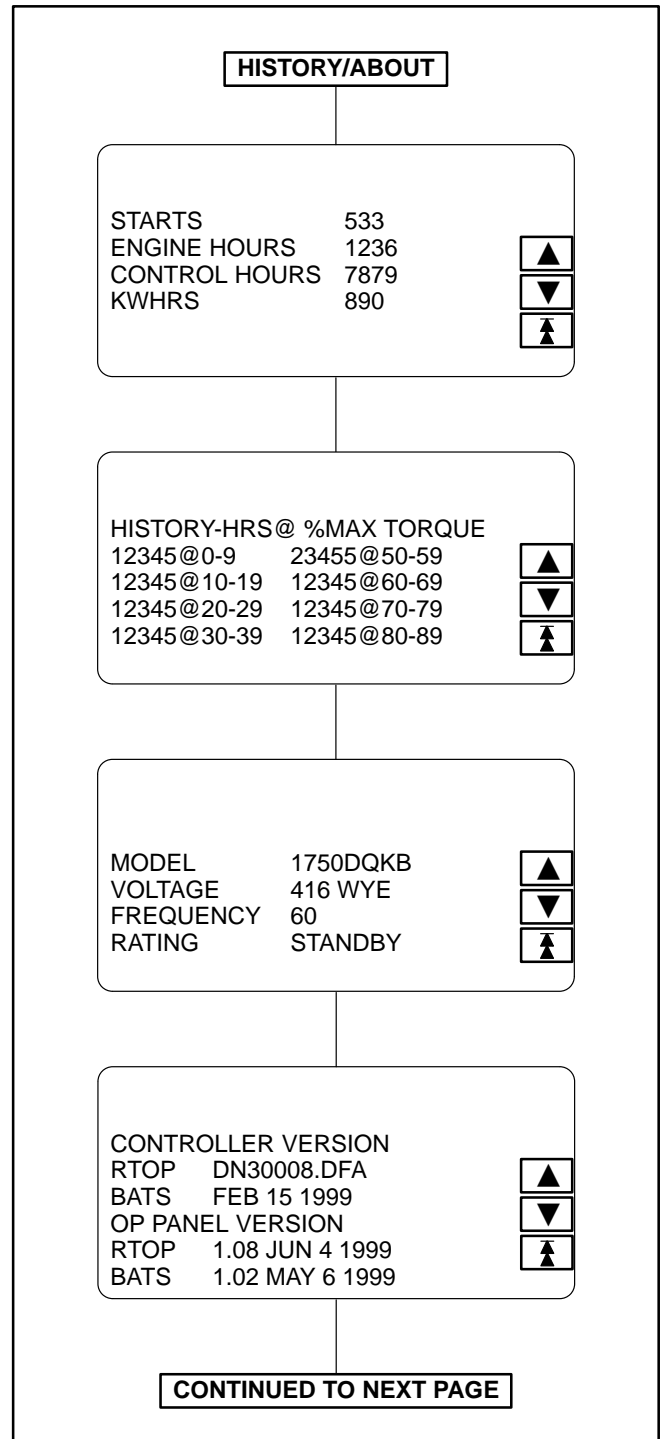 HISTORY/ABOUT
STARTS 533
ENGINE HOURS 1236
CONTROL HOURS 7879
KWHRS 890
HISTORY-HRS@ %MAX TORQUE
12345@0-9 23455@50-59
12345@10-19 12345@60-69
12345@20-29 12345@70-79
12345@30-39 12345@80-89
MODEL 1750DQKB
VOLTAGE 416 WYE
FREQUENCY 60
RATING STANDBY
CONTROLLER VERSION
RTOP DN30008.DFA
BATS FEB 15 1999
OP PANEL VERSION
RTOP 1.08 JUN 4 1999
BATS 1.02 MAY 6 1999
CONTINUED TO NEXT PAGE